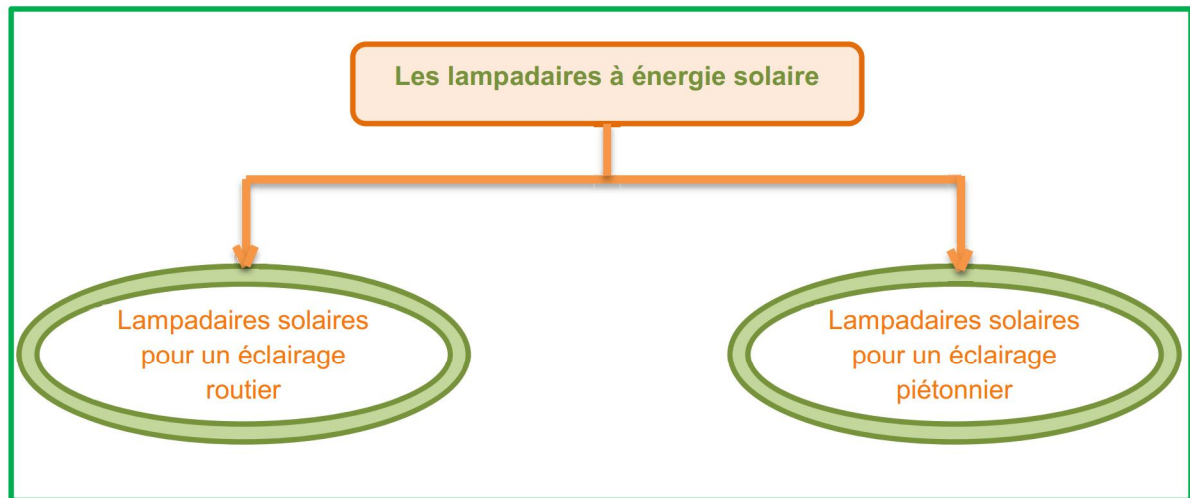 Les lampadaires à énergie solaire
Lampadaires solaires
pour un éclairage
routier
Lampadaires solaires
pour un éclairage
piétonnier